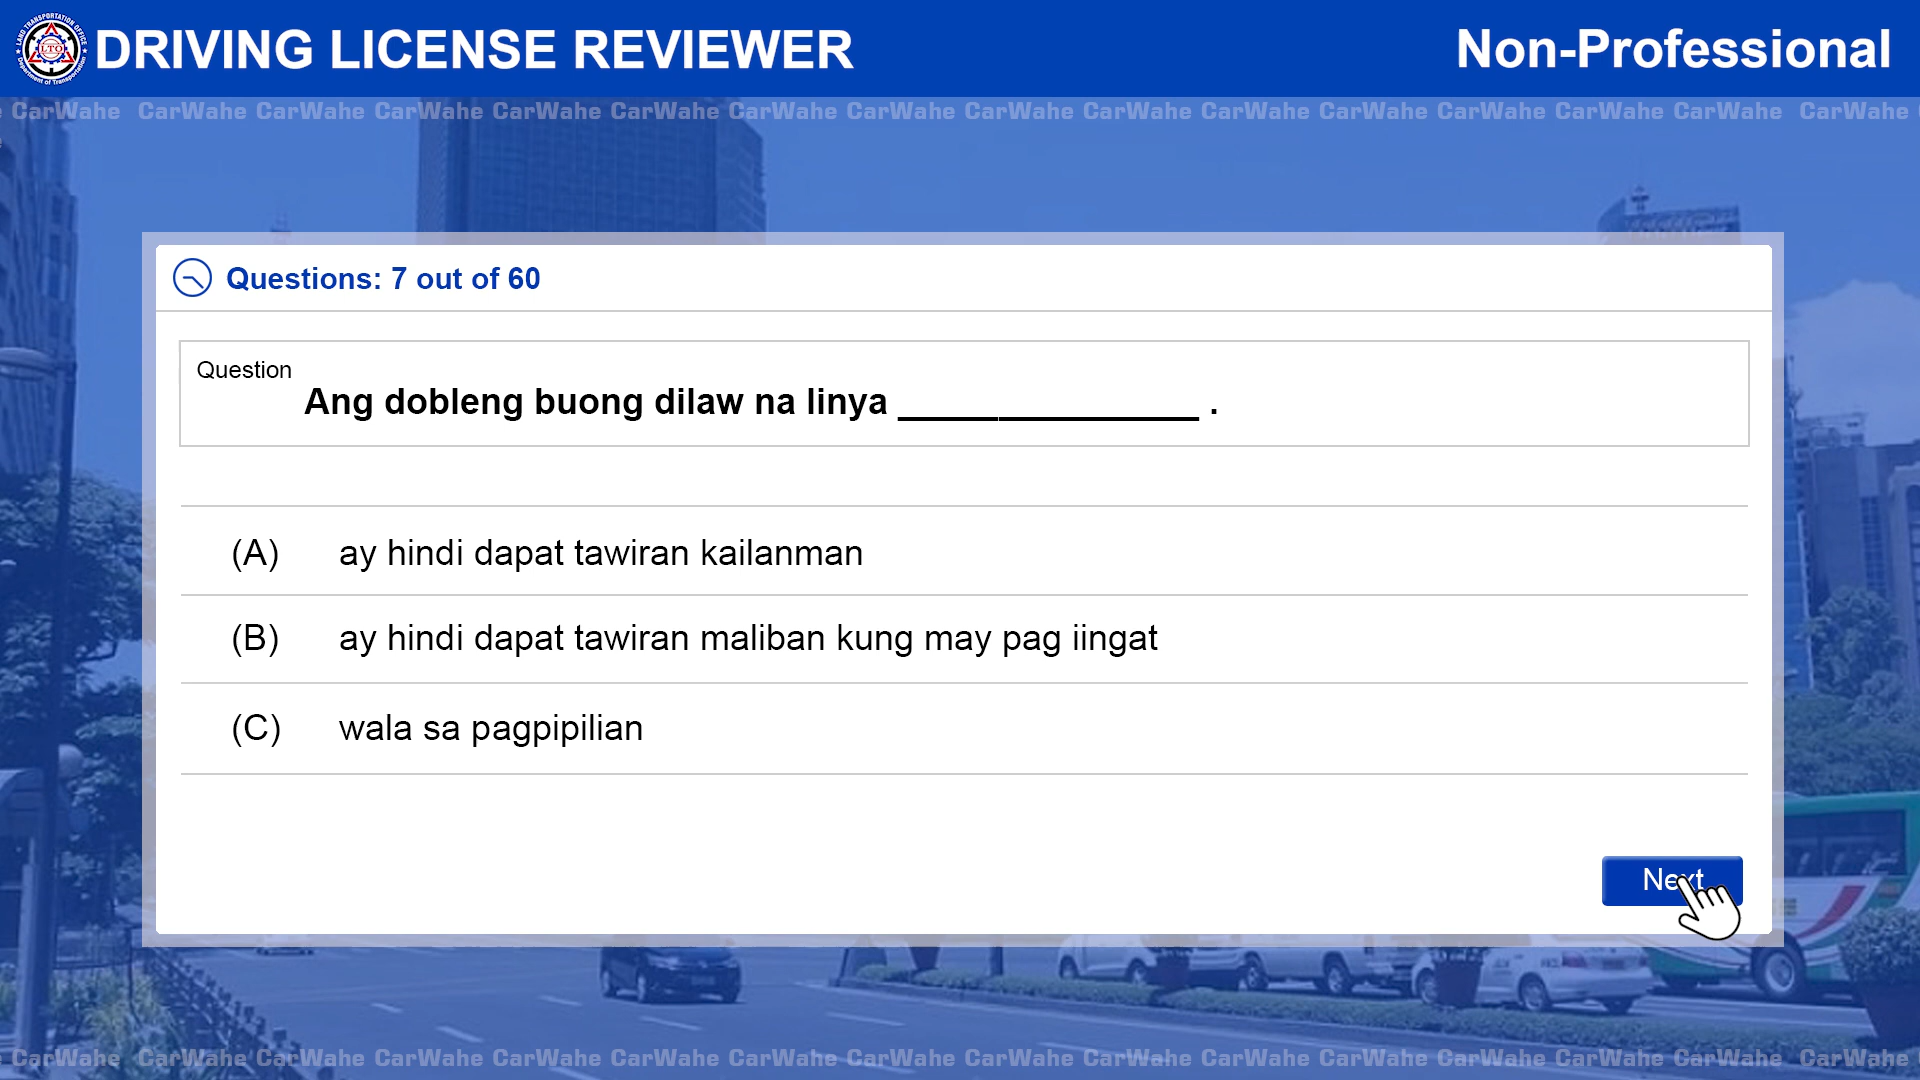 DRIVING LICENSE REVIEWER
Non-Professional
CarWahe CarWahe CarWahe CarWahe CarWahe CarWahe CarWahe CarWahe CarWahe CarWahe CarWahe CarWahe CarWahe CarWahe CarWahe CarWahe
Questions: 7 out of 60
Question
Ang dobleng buong dilaw na linya _______________ .
(A) ay hindi dapat tawiran kailanman
(B) ay hindi dapat tawiran maliban kung may pag iingat
(C) wala sa pagpipilian
Next
CarWahe CarWahe CarWahe CarWahe CarWahe CarWahe CarWahe CarWahe CarWahe CarWahe CarWahe CarWahe CarWahe CarWahe CarWahe CarWahe